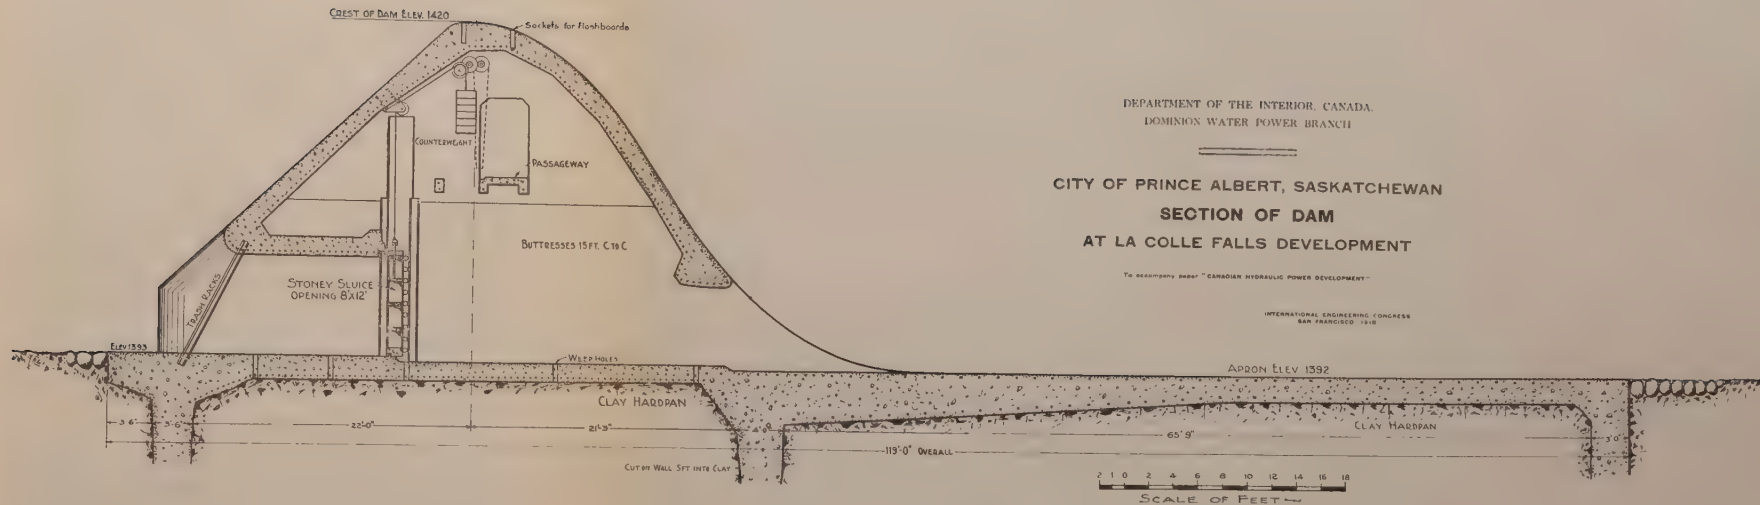 CREST OF DAM ELEV. 1420
Sockets for flashboards
COUNTERWEIGHT
PASSAGEWAY
BUTTRESSES 15 FT. C TO C
STONEY SLUICE
OPENING 8'X12'
TRASH RACKS
ELEV 1393
WEEP HOLES
CLAY HARDPAN
3'6"
3'-6"
22'-0"
21'-3"
119'-0" OVERALL
CUT OFF WALL 5FT INTO CLAY
DEPARTMENT OF THE INTERIOR, CANADA.
DOMINION WATER POWER BRANCH
CITY OF PRINCE ALBERT, SASKATCHEWAN
SECTION OF DAM
AT LA COLLE FALLS DEVELOPMENT
To accompany paper "CANADIAN HYDRAULIC POWER DEVELOPMENT"
INTERNATIONAL ENGINEERING CONGRESS
SAN FRANCISCO
APRON ELEV 1392
CLAY HARDPAN
65'9"
3'0"
2 1 0 2 4 6 8 10 12 14 16 18
SCALE OF FEET